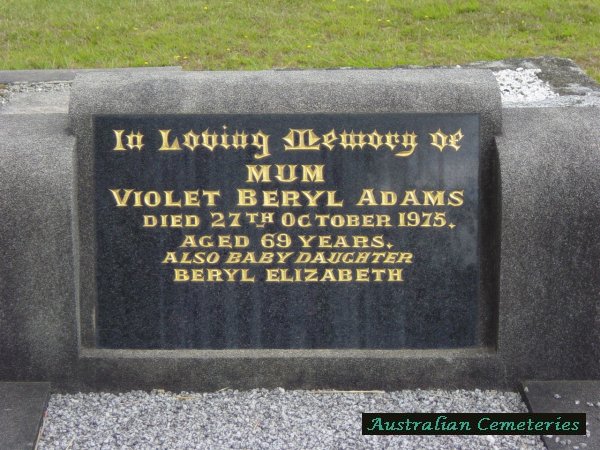 In Loving Memory of
MUM
VIOLET BERYL ADAMS
DIED 27TH OCTOBER 1975.
AGED 69 YEARS.
ALSO BABY DAUGHTER
BERYL ELIZABETH
Australian Cemeteries